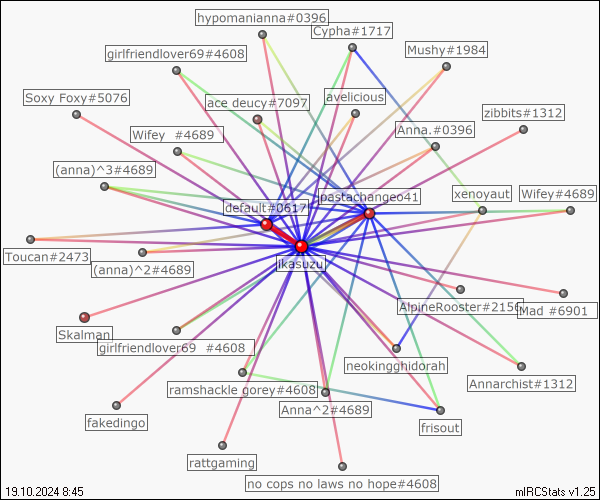 hypomanianna#0396
Cypha#1717
girlfriendlover69#4608
Mushy#1984
Soxy Foxy#5076
ace deucy#7097
avelicious
zibbits#1312
Wifey  #4689
Anna.#0396
(anna)^3#4689
pastachangeo41
xenoyaut
Wifey#4689
default#0617
Toucan#2473
(anna)^2#4689
ikasuzu
AlpineRooster#2156
Mad #6901
Skalman
girlfriendlover69  #4608
neokingghidorah
ramshackle gorey#4608
Annarchist#1312
fakedingo
Anna^2#4689
frisout
rattgaming
no cops no laws no hope#4608
19.10.2024 8:45
mIRCStats v1.25